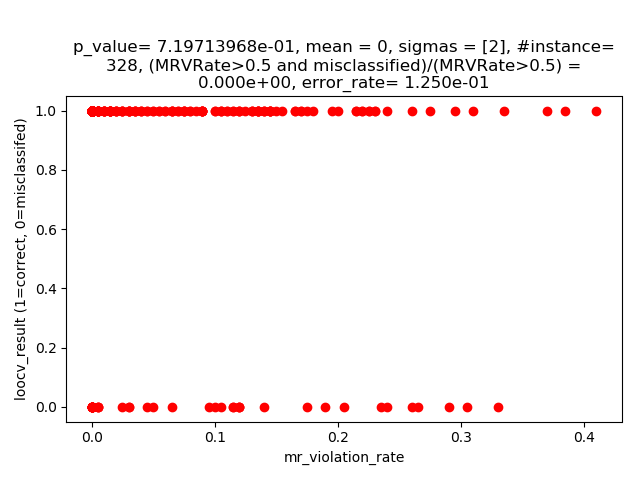 p_value= 7.19713968e-01, mean = 0, sigmas = [2], #instance=
328, (MRVRate>0.5 and misclassified)/(MRVRate>0.5) =
0.000e+00, error_rate= 1.250e-01
1.0
0.8
0.6
0.4
0.2
0.0
loocv_result (1=correct, 0=misclassifed)
0.0 0.1 0.2 0.3 0.4
mr_violation_rate